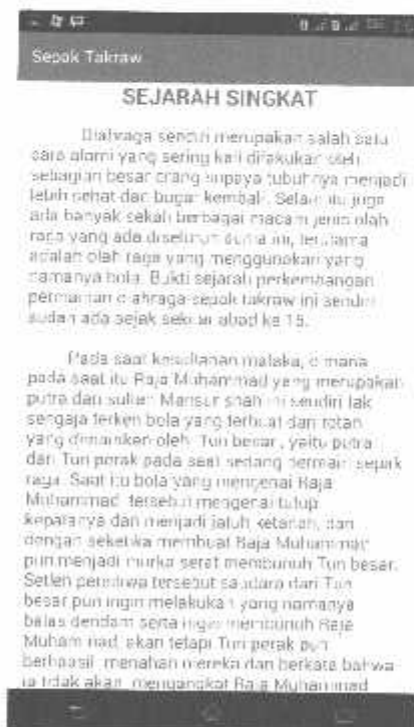 Sepak Takraw
SEJARAH SINGKAT
Olahraga sendiri merupakan salah satu
cara alami yang sering kali dilakukan oleh
sebagian besar orang supaya tubuhnya menjadi
lebih sehat dan bugar kembali. Selain itu juga
ada banyak sekali berbagai macam jenis olah
raga yang ada diseluruh dunia ini, terutama
adalah olah raga yang menggunakan yang
namanya bola. Bukti sejarah perkembangan
permainan olahraga sepak takraw ini sendiri
sudah ada sejak sekitar abad ke 15.
Pada saat kesultanan malaka, dimana
pada saat itu Raja Muhammad yang merupakan
putra dari sultan Mansur shah ini sendiri tak
sengaja terken bola yang terbuat dari rotan
yang dimainkan oleh Tun besar, yaitu putra
dari Tun perak pada saat sedang bermain sepak
raga. Saat itu bola yang mengenai Raja
Muhammad tersebut mengenai tutup
kepalanya dan menjadi jatuh ketanah, dan
dengan seketika membuat Raja Muhammad
pun menjadi murka serat membunuh Tun besar.
Setleh peristiwa tersebut saudara dari Tun
besar pun ingin melakukan yang namanya
balas dendam serta ingin membunuh Raja
Muham mad, akan tetapi Tun perak pun
berhaasil menahan mereka dan berkata bahwa
ia tidak akan mengangkat Raja Muhammad